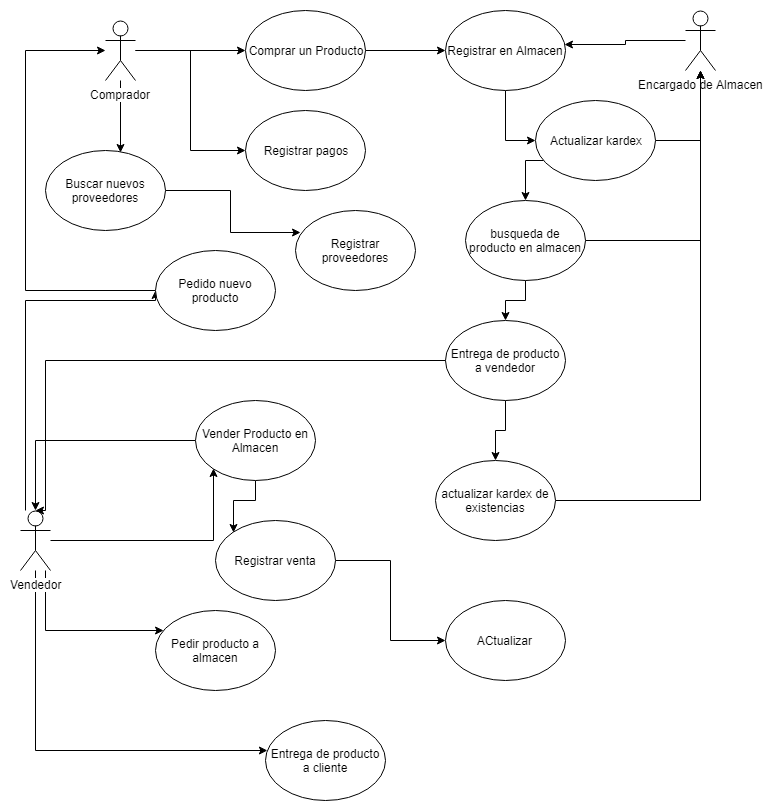 Comprar un Producto
Registrar en Almacen
Encargado de Almacen
Comprador
Registrar pagos
Actualizar kardex
Buscar nuevos
proveedores
Registrar
proveedores
busqueda de
producto en almacen
Pedido nuevo
producto
Entrega de producto
a vendedor
Vender Producto en
Almacen
actualizar kardex de
existencias
Registrar venta
Vendedor
Pedir producto a
almacen
ACtualizar
Entrega de producto
a cliente